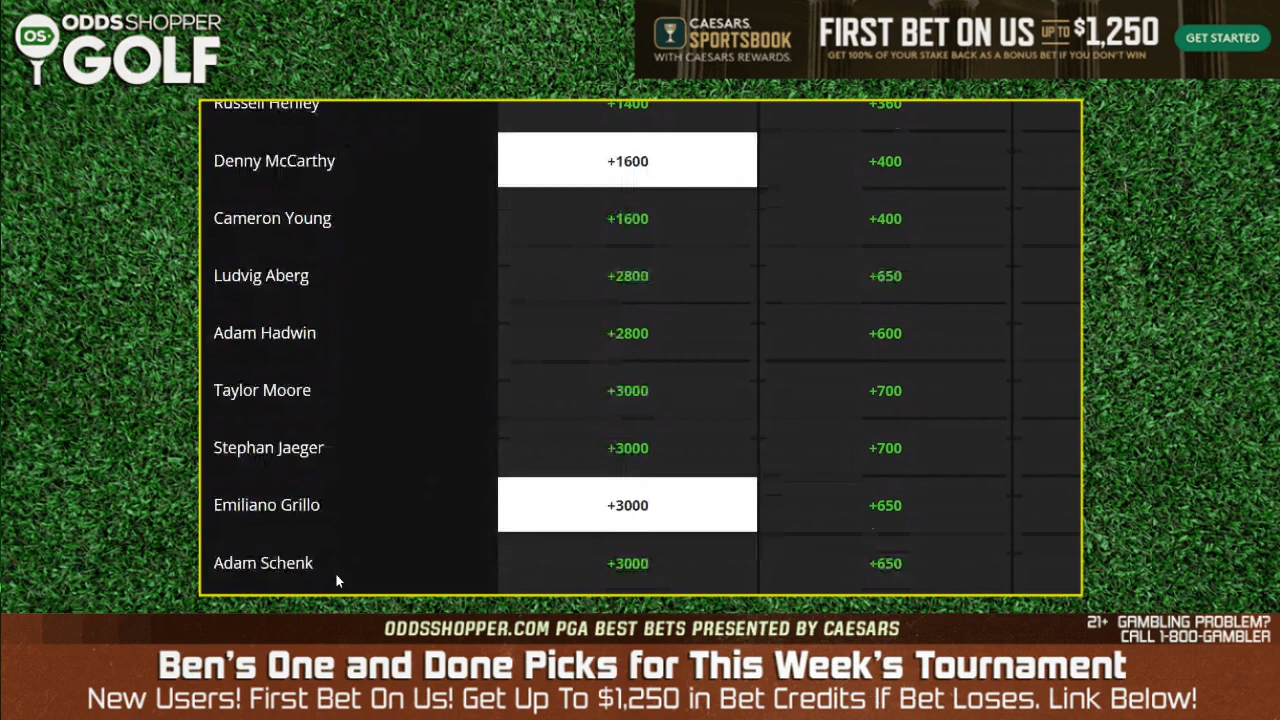 ODDSSHOPPER
OS
GOLF
CAESARS
SPORTSBOOK
WITH CAESARS REWARDS.
FIRST BET ON US UP TO $1,250
GET 100% OF YOUR STAKE BACK AS A BONUS BET IF YOU DON'T WIN
GET STARTED
Russell Henley +1400 +360
Denny McCarthy +1600 +400
Cameron Young +1600 +400
Ludvig Aberg +2800 +650
Adam Hadwin +2800 +600
Taylor Moore +3000 +700
Stephan Jaeger +3000 +700
Emiliano Grillo +3000 +650
Adam Schenk +3000 +650
ODDSSHOPPER.COM PGA BEST BETS PRESENTED BY CAESARS
21+ GAMBLING PROBLEM?
CALL 1-800-GAMBLER
Ben's One and Done Picks for This Week's Tournament
New Users! First Bet On Us! Get Up To $1,250 in Bet Credits If Bet Loses. Link Below!